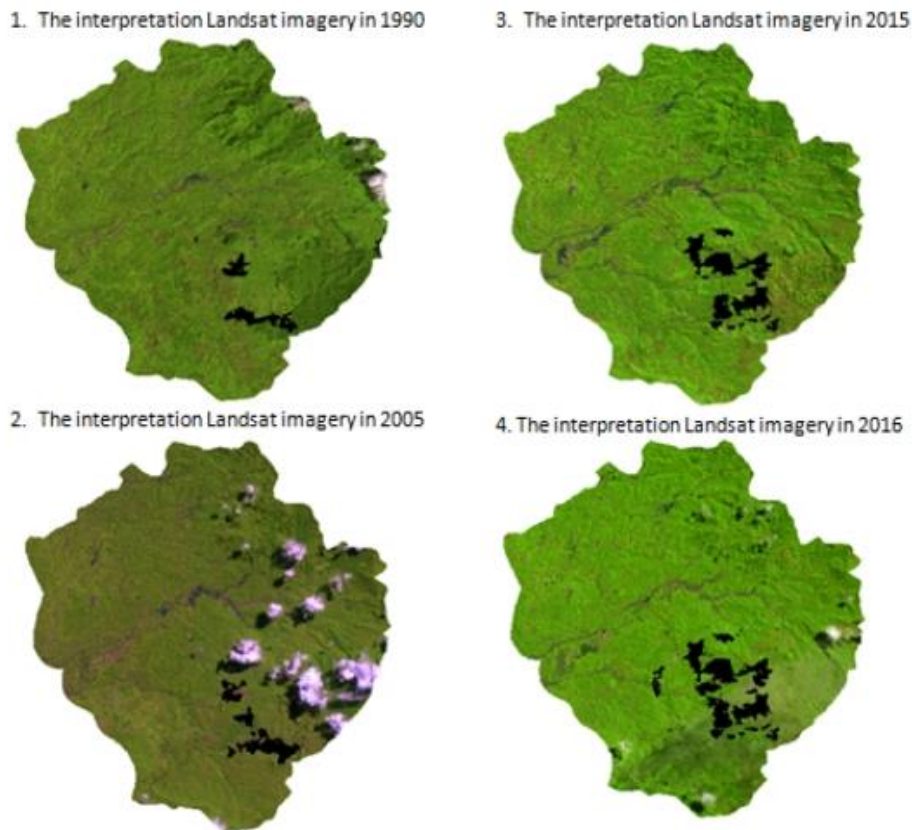 1. The interpretation Landsat imagery in 1990
3. The interpretation Landsat imagery in 2015
2. The interpretation Landsat imagery in 2005
4. The interpretation Landsat imagery in 2016